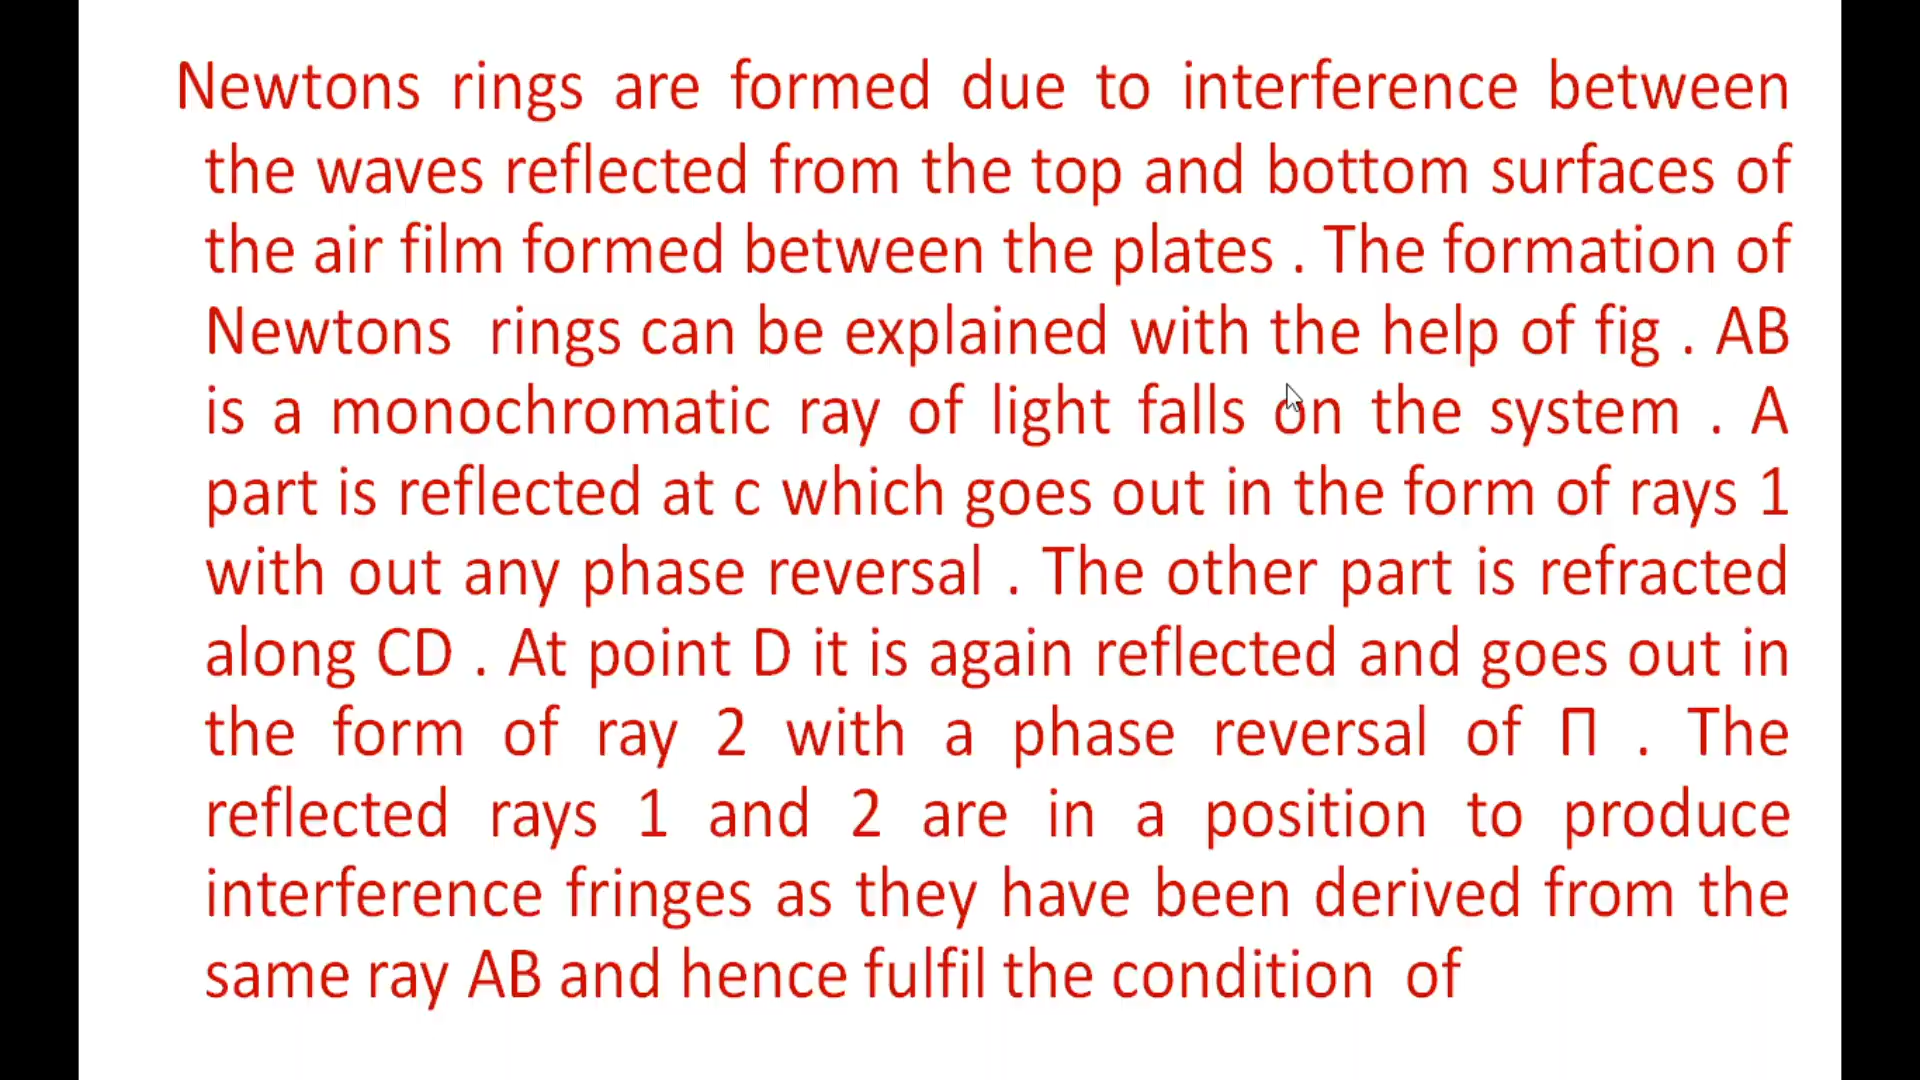 Newtons rings are formed due to interference between
the waves reflected from the top and bottom surfaces of
the air film formed between the plates . The formation of
Newtons rings can be explained with the help of fig . AB
is a monochromatic ray of light falls on the system . A
part is reflected at c which goes out in the form of rays 1
with out any phase reversal . The other part is refracted
along CD . At point D it is again reflected and goes out in
the form of ray 2 with a phase reversal of Π . The
reflected rays 1 and 2 are in a position to produce
interference fringes as they have been derived from the
same ray AB and hence fulfil the condition of